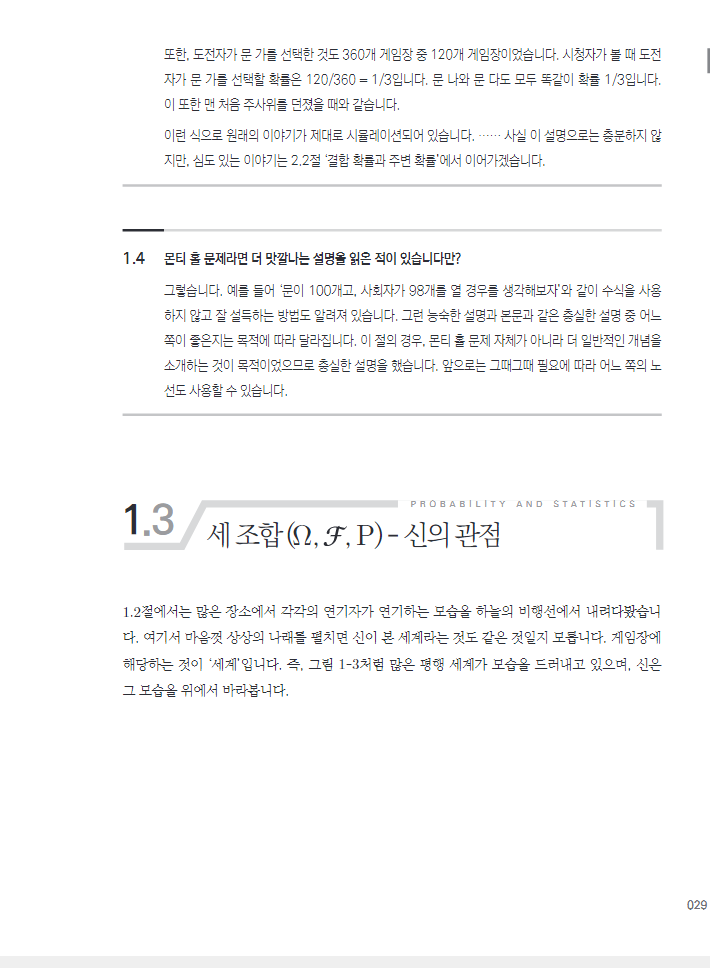 또한, 도전자가 문 가를 선택한 것도 360개 게임장 중 120개 게임장이었습니다. 시청자가 볼 때 도전
자가 문 가를 선택할 확률은 120/360 = 1/3입니다. 문 나와 문 다도 모두 똑같이 확률 1/3입니다.
이 또한 맨 처음 주사위를 던졌을 때와 같습니다.
이런 식으로 원래의 이야기가 제대로 시뮬레이션되어 있습니다. …… 사실 이 설명으로는 충분하지 않
지만, 심도 있는 이야기는 2.2절 ‘결합 확률과 주변 확률’에서 이어가겠습니다.
1.4 몬티 홀 문제라면 더 맛깔나는 설명을 읽은 적이 있습니다만?
그렇습니다. 예를 들어 ‘문이 100개고, 사회자가 98개를 열 경우를 생각해보자’와 같이 수식을 사용
하지 않고 잘 설득하는 방법도 알려져 있습니다. 그런 능숙한 설명과 본문과 같은 충실한 설명 중 어느
쪽이 좋은지는 목적에 따라 달라집니다. 이 절의 경우, 몬티 홀 문제 자체가 아니라 더 일반적인 개념을
소개하는 것이 목적이었으므로 충실한 설명을 했습니다. 앞으로는 그때그때 필요에 따라 어느 쪽의 노
선도 사용할 수 있습니다.
PROBABILITY AND STATISTICS
1.3 세 조합 (Ω, ℱ, P) - 신의 관점
1.2절에서는 많은 장소에서 각각의 연기자가 연기하는 모습을 하늘의 비행선에서 내려다봤습니
다. 여기서 마음껏 상상의 나래를 펼치면 신이 본 세계라는 것도 같은 것일지 모릅니다. 게임장에
해당하는 것이 ‘세계’입니다. 즉, 그림 1-3처럼 많은 평행 세계가 모습을 드러내고 있으며, 신은
그 모습을 위에서 바라봅니다.
029